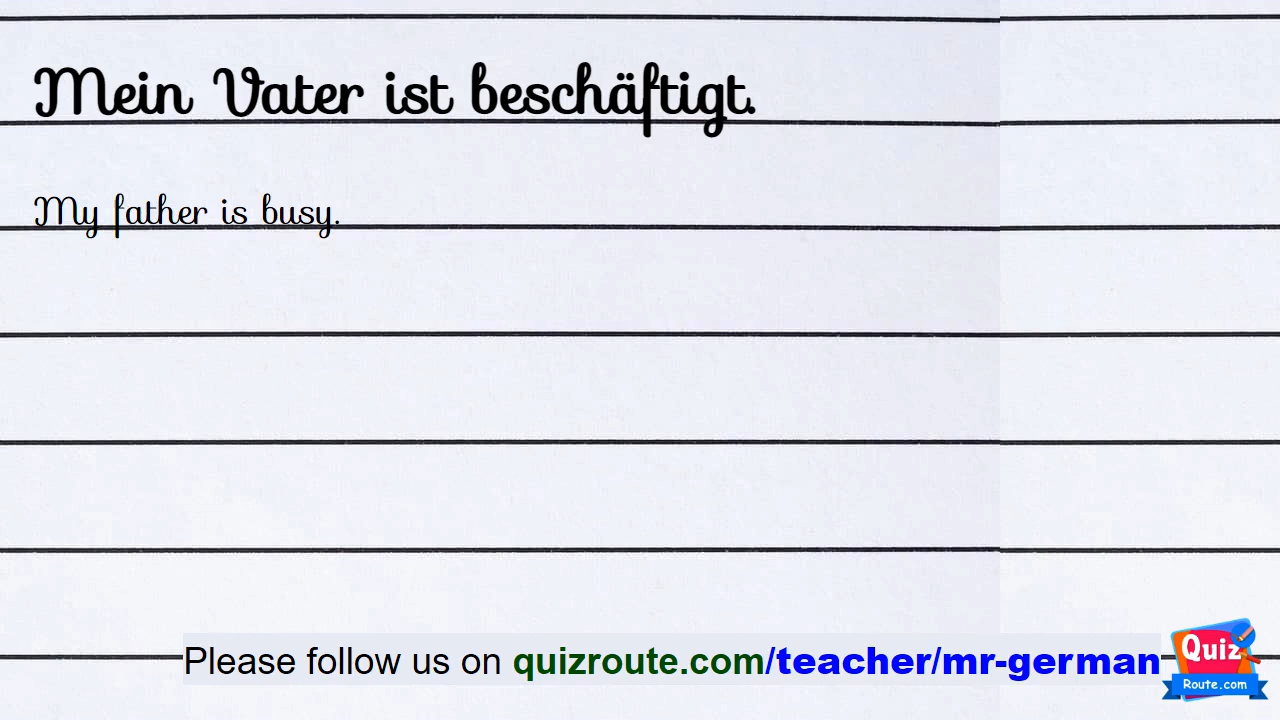 Mein Vater ist beschäftigt.
My father is busy.
Please follow us on quizroute.com/teacher/mr-german
Quiz
Route.com